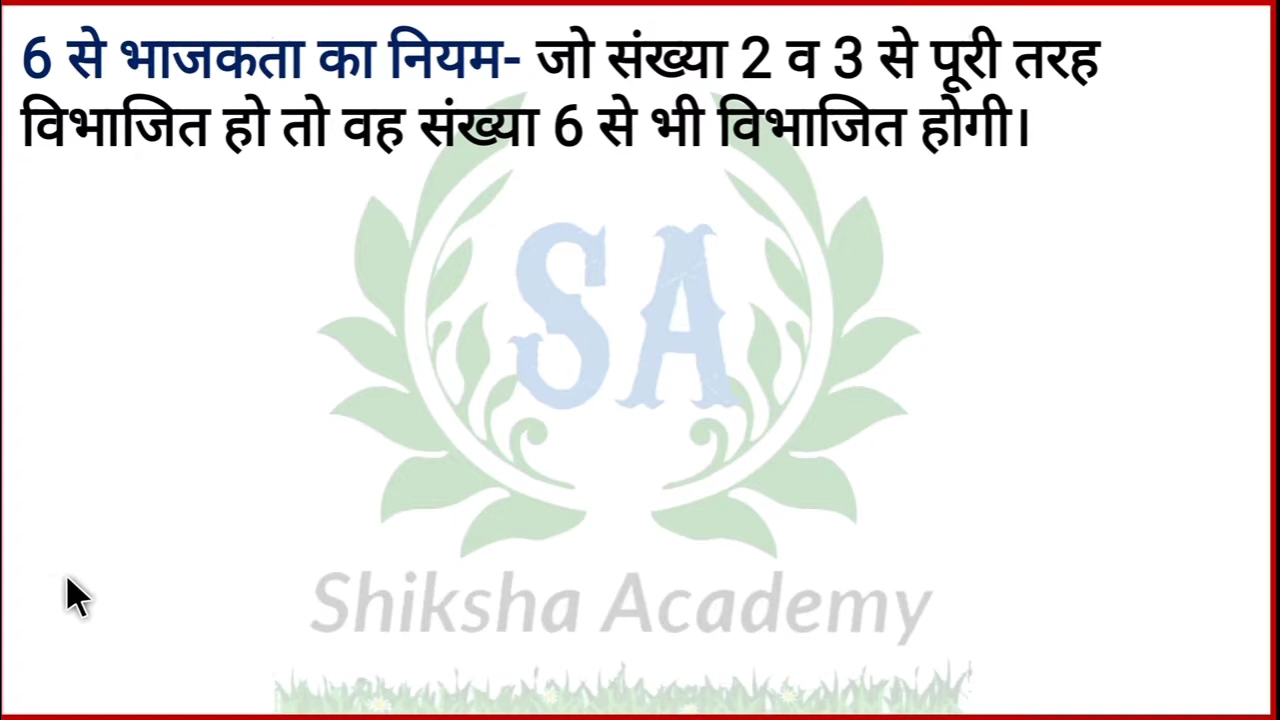 6 से भाजकता का नियम- जो संख्या 2 व 3 से पूरी तरह
विभाजित हो तो वह संख्या 6 से भी विभाजित होगी।
SA
Shiksha Academy